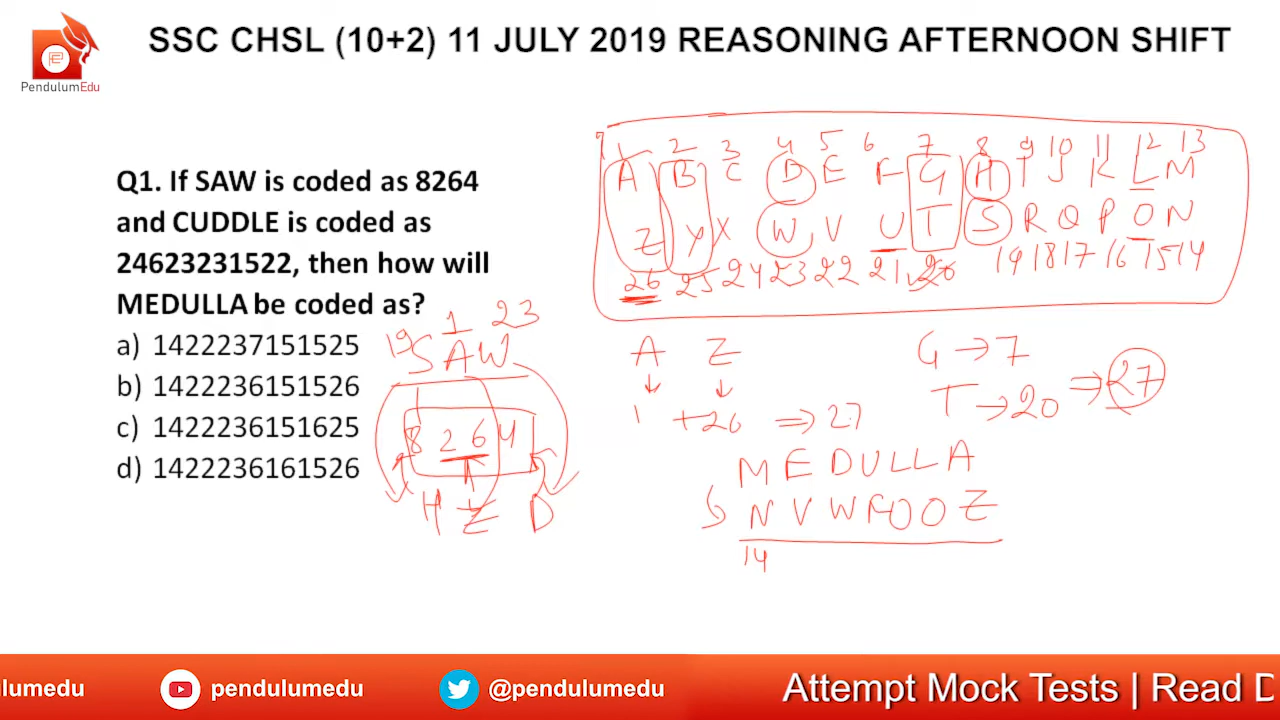 SSC CHSL (10+2) 11 JULY 2019 REASONING AFTERNOON SHIFT
PendulumEdu
Q1. If SAW is coded as 8264
and CUDDLE is coded as
24623231522, then how will
MEDULLA be coded as?
a) 1422237151525
b) 1422236151526
c) 1422236151625
d) 1422236161526
1 2 3 4 5 6 7 8 9 10 11 12 13
A B C D E F G H I J K L M
Z Y X W V U T S R Q P O N
26 25 24 23 22 21 20 19 18 17 16 15 14
19 1 23
S A W
8 2 6 4
H Z D
A Z
1 +26 ⇒ 27
G → 7
T → 20 ⇒ 27
M E D U L L A
N V W F O O Z
14
lumedu
pendulumedu
@pendulumedu
Attempt Mock Tests | Read D